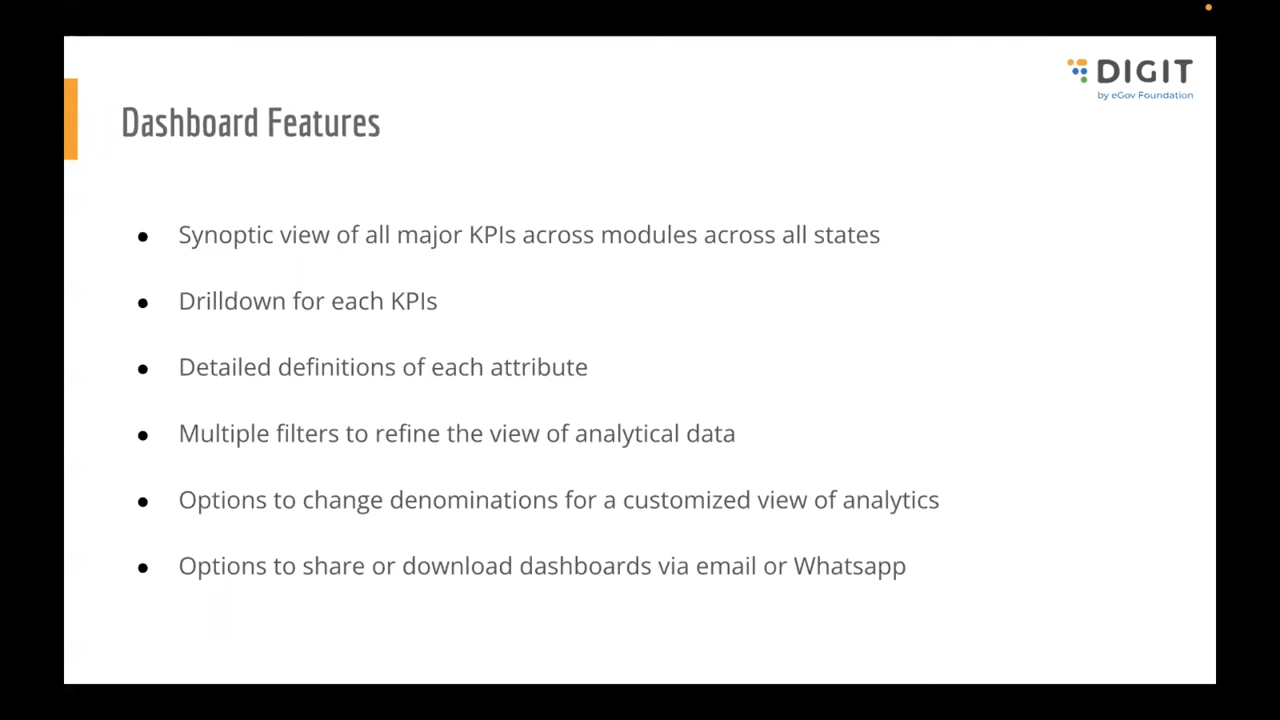 DIGIT
by eGov Foundation
Dashboard Features
● Synoptic view of all major KPIs across modules across all states
● Drilldown for each KPIs
● Detailed definitions of each attribute
● Multiple filters to refine the view of analytical data
● Options to change denominations for a customized view of analytics
● Options to share or download dashboards via email or Whatsapp